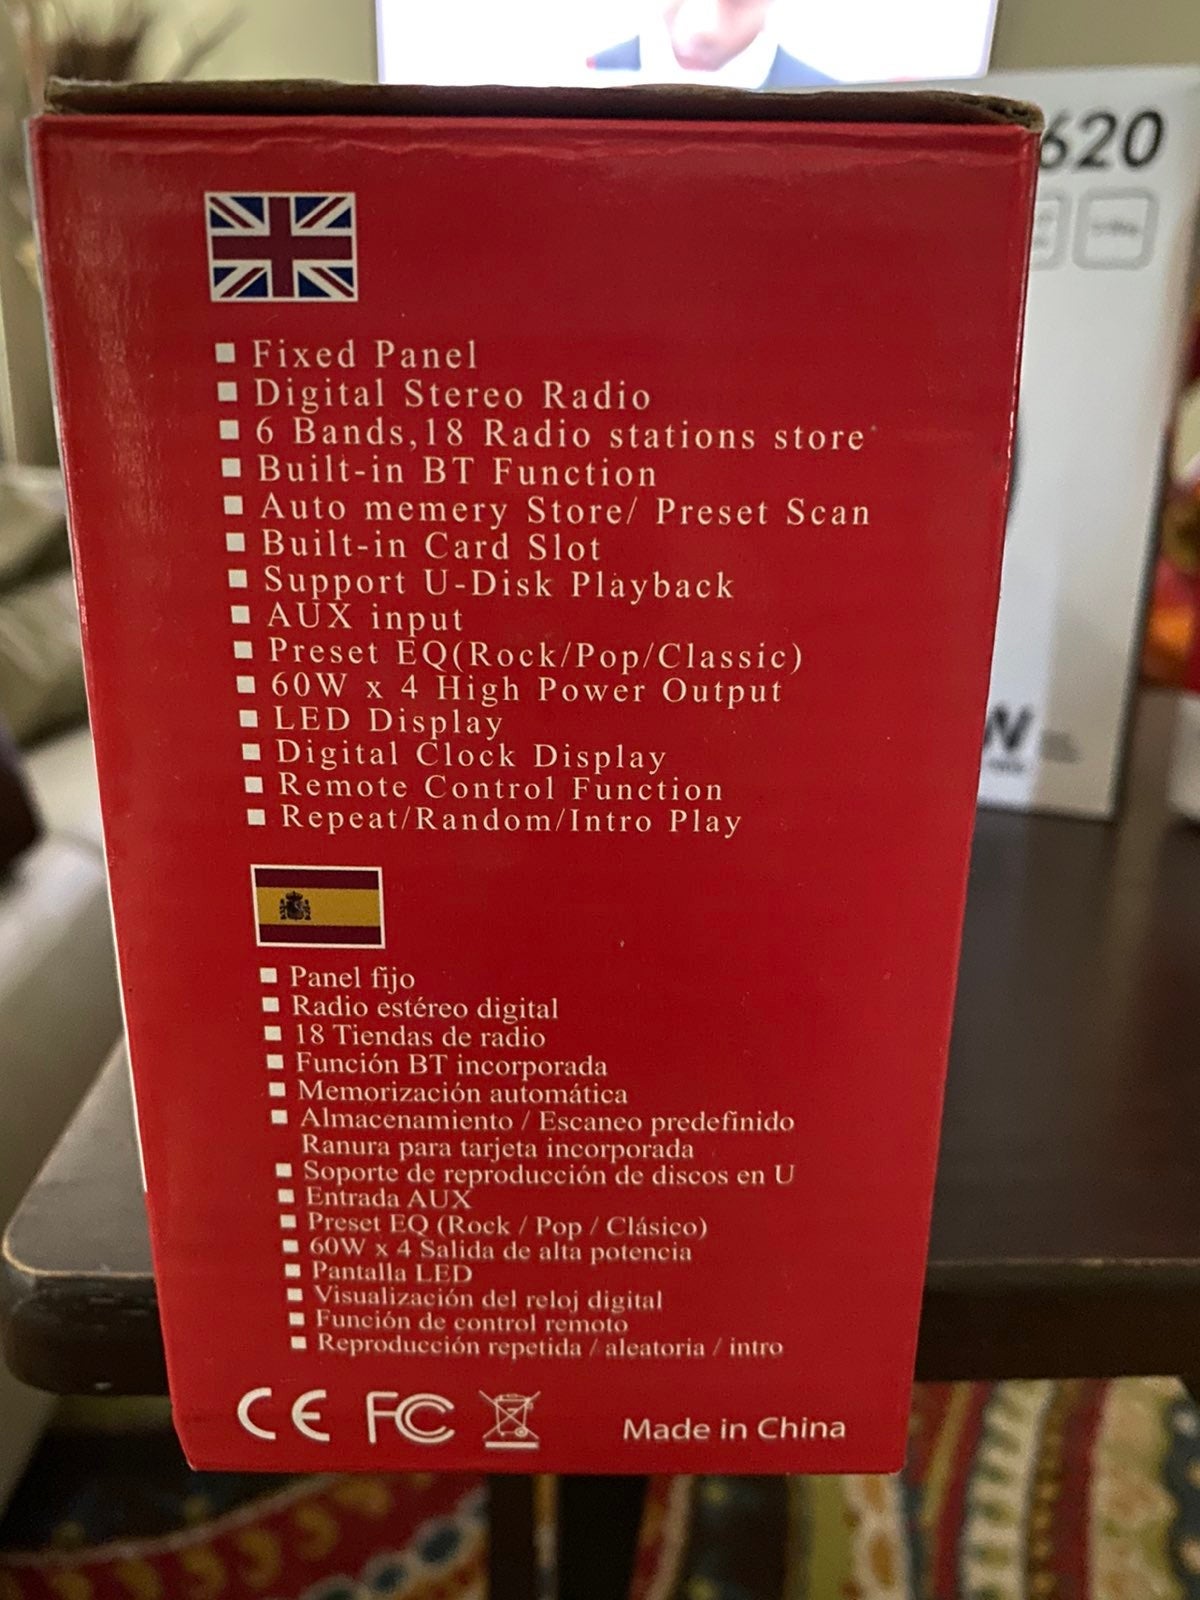 620
Fixed Panel
Digital Stereo Radio
6 Bands,18 Radio stations store
Built-in BT Function
Auto memery Store/ Preset Scan
Built-in Card Slot
Support U-Disk Playback
AUX input
Preset EQ(Rock/Pop/Classic)
60W x 4 High Power Output
LED Display
Digital Clock Display
Remote Control Function
Repeat/Random/Intro Play
N
Panel fijo
Radio estéreo digital
18 Tiendas de radio
Función BT incorporada
Memorización automática
Almacenamiento / Escaneo predefinido
Ranura para tarjeta incorporada
Soporte de reproducción de discos en U
Entrada AUX
Preset EQ (Rock / Pop / Clásico)
60W x 4 Salida de alta potencia
Pantalla LED
Visualización del reloj digital
Función de control remoto
Reproducción repetida / aleatoria / intro
CE FC
Made in China